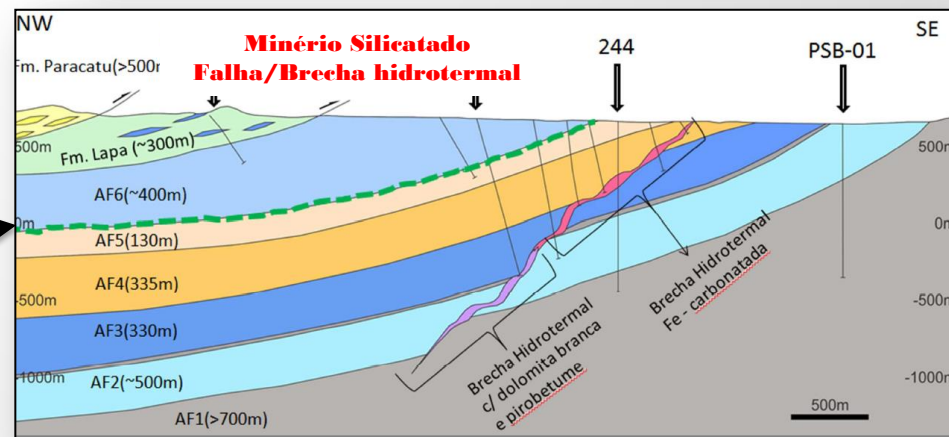 NW
SE
Minério Silicatado
Falha/Brecha hidrotermal
244
PSB-01
Fm. Paracatu(>500m
Fm. Lapa (~300m)
500m
500m
AF6(~400m)
0m
0m
AF5(130m)
AF4(335m)
-500m
-500m
AF3(330m)
AF2(~500m)
-1000m
-1000m
AF1(>700m)
Brecha Hidrotermal
c/ dolomita branca
e pirobetume
Brecha Hidrotermal
Fe - carbonatada
500m